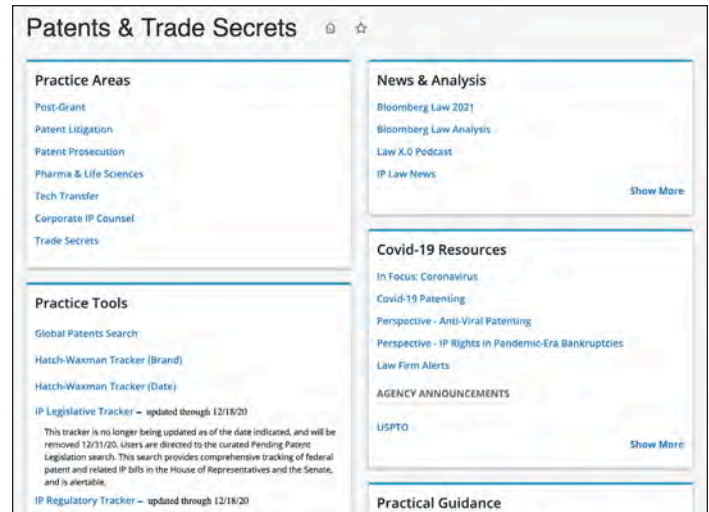 Patents & Trade Secrets
Practice Areas
Post-Grant
Patent Litigation
Patent Prosecution
Pharma & Life Sciences
Tech Transfer
Corporate IP Counsel
Trade Secrets
Practice Tools
Global Patents Search
Hatch-Waxman Tracker (Brand)
Hatch-Waxman Tracker (Date)
IP Legislative Tracker – updated through 12/18/20
This tracker is no longer being updated as of the date indicated, and will be
removed 12/31/20. Users are directed to the curated Pending Patent
Legislation search. This search provides comprehensive tracking of federal
patent and related IP bills in the House of Representatives and the Senate,
and is alertable.
IP Regulatory Tracker – updated through 12/18/20
News & Analysis
Bloomberg Law 2021
Bloomberg Law Analysis
Law X.0 Podcast
IP Law News
Show More
Covid-19 Resources
In Focus: Coronavirus
Covid-19 Patenting
Perspective - Anti-Viral Patenting
Perspective - IP Rights in Pandemic-Era Bankruptcies
Law Firm Alerts
AGENCY ANNOUNCEMENTS
USPTO
Show More
Practical Guidance